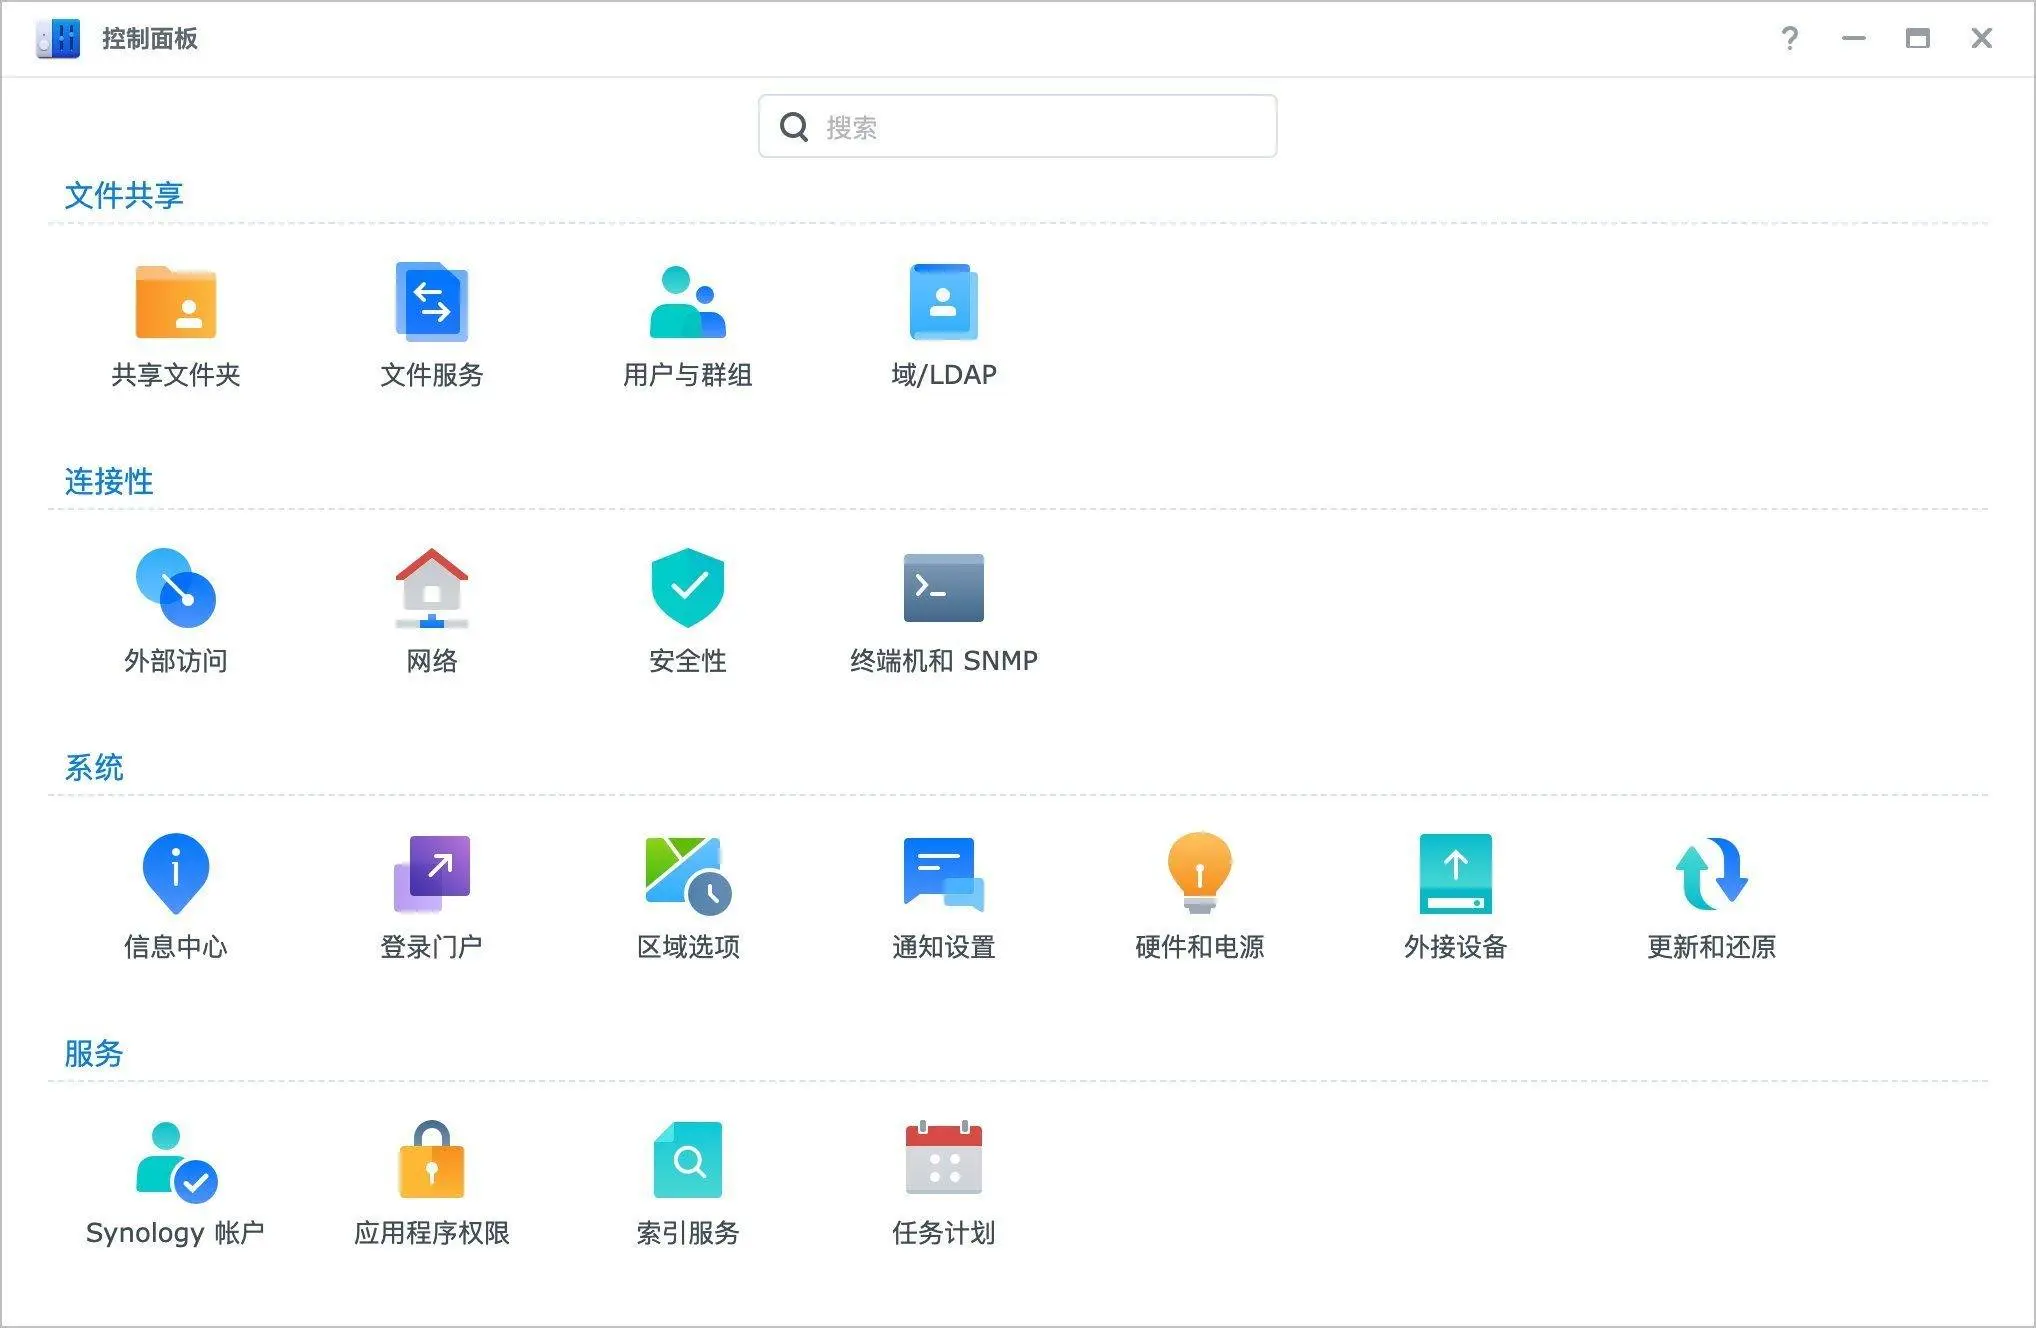 控制面板
搜索
文件共享
共享文件夹
文件服务
用户与群组
域/LDAP
连接性
外部访问
网络
安全性
终端机和 SNMP
系统
信息中心
登录门户
区域选项
通知设置
硬件和电源
外接设备
更新和还原
服务
Synology 帐户
应用程序权限
索引服务
任务计划